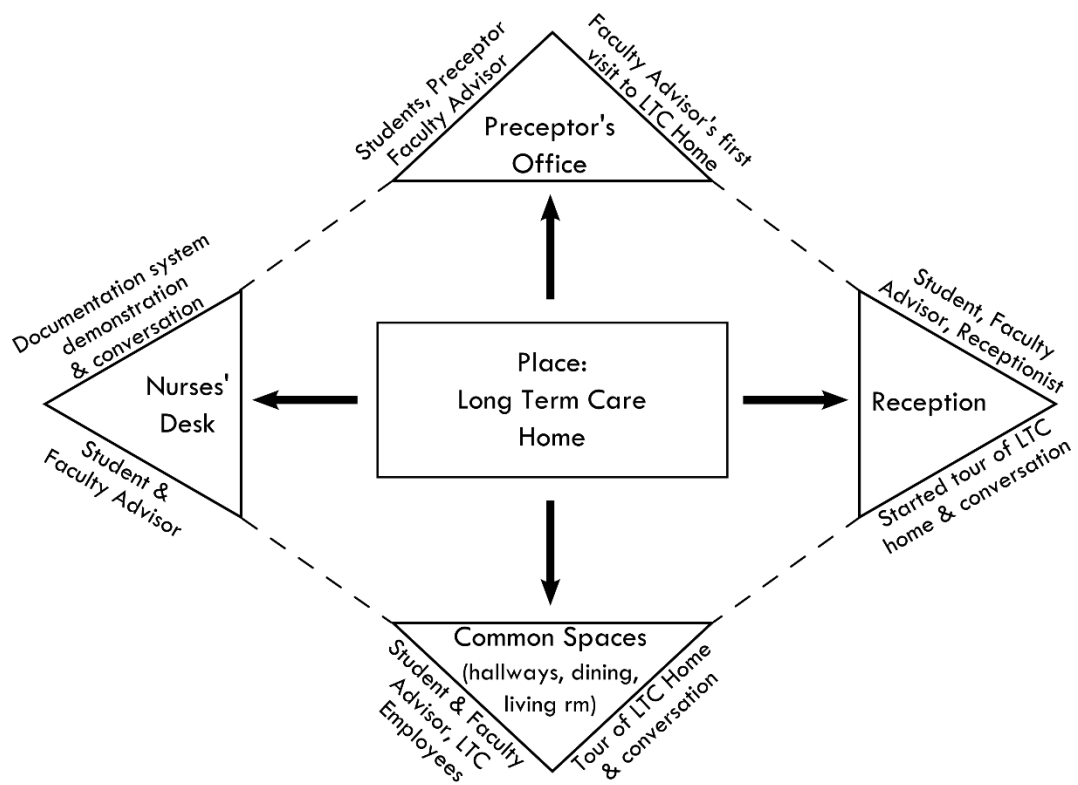 Students, Preceptor
Faculty Advisor
Faculty Advisor's first
visit to LTC Home
Preceptor's
Office
Documentation system
demonstration
& conversation
Nurses'
Desk
Student &
Faculty Advisor
Place:
Long Term Care
Home
Student, Faculty
Advisor, Receptionist
Reception
Started tour of LTC
home & conversation
Common Spaces
(hallways, dining,
living rm)
Student & Faculty
Advisor, LTC
Employees
Tour of LTC Home
& conversation